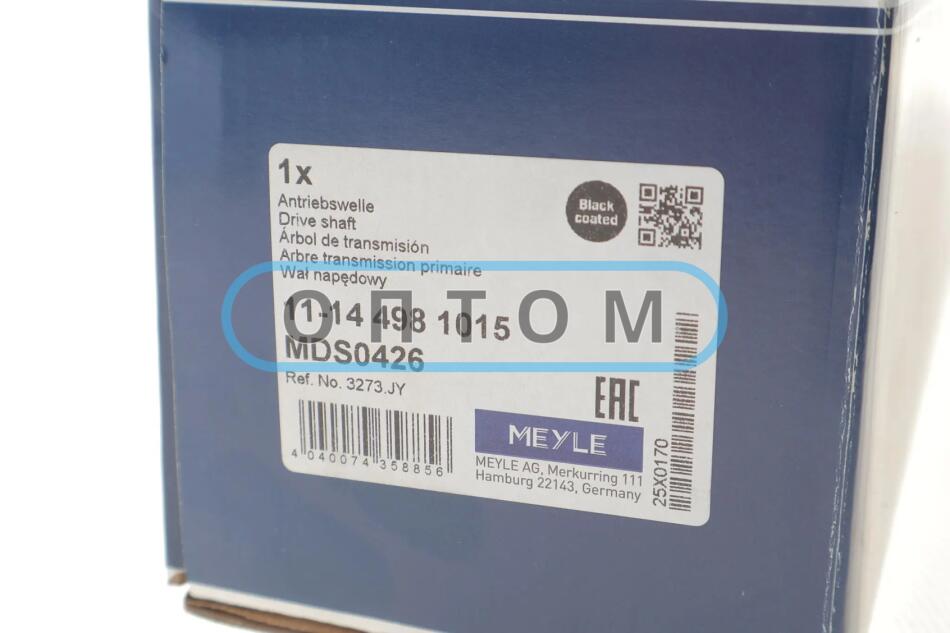 1x
Antriebswelle
Drive shaft
Árbol de transmisión
Arbre transmission primaire
Wał napędowy
11-14 498 1015
MDS0426
Ref. No. 3273.JY
4 040074 358856
Black
coated
EAC
MEYLE
MEYLE AG, Merkurring 111
Hamburg 22143, Germany
25X0170
ОПТОМ